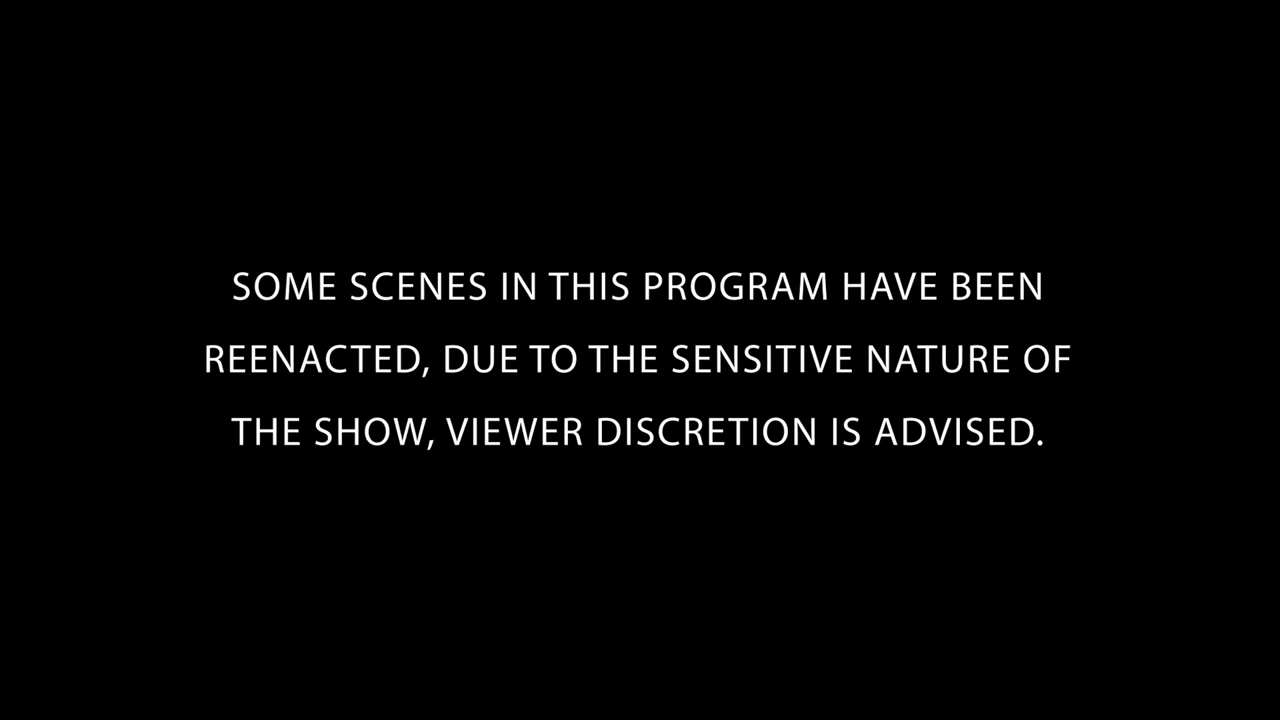 SOME SCENES IN THIS PROGRAM HAVE BEEN
REENACTED, DUE TO THE SENSITIVE NATURE OF
THE SHOW, VIEWER DISCRETION IS ADVISED.